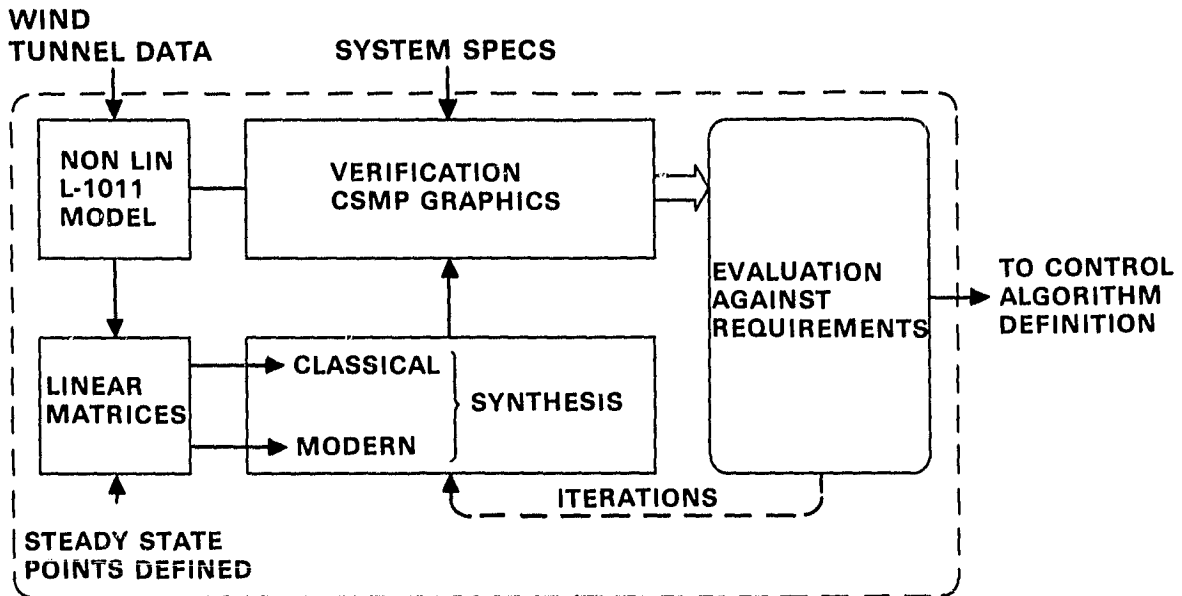 WIND
TUNNEL DATA
SYSTEM SPECS
NON LIN
L-1011
MODEL
VERIFICATION
CSMP GRAPHICS
EVALUATION
AGAINST
REQUIREMENTS
TO CONTROL
ALGORITHM
DEFINITION
LINEAR
MATRICES
CLASSICAL
MODERN
SYNTHESIS
ITERATIONS
STEADY STATE
POINTS DEFINED